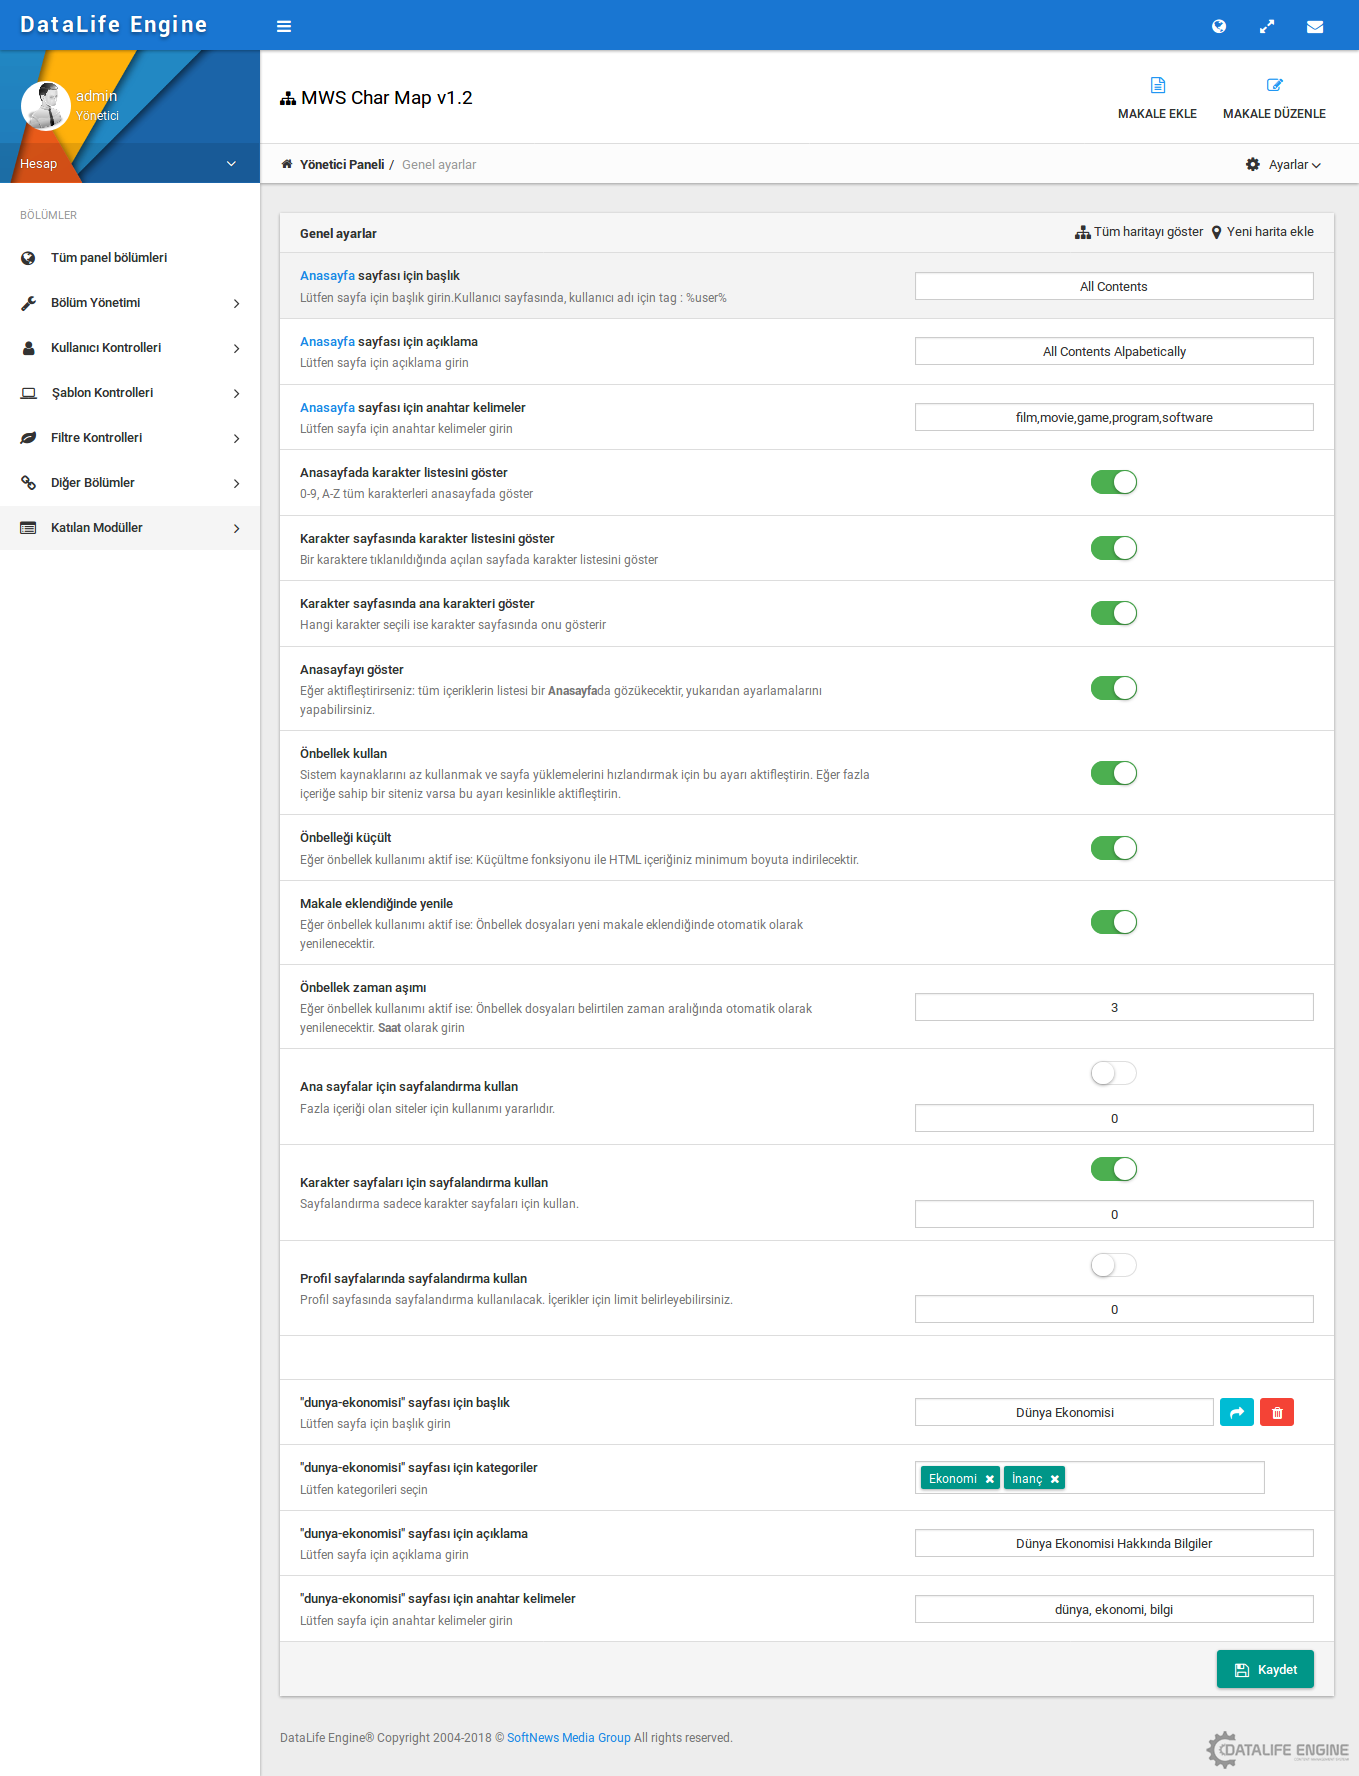 DataLife Engine
admin
Yönetici
Hesap
BÖLÜMLER
Tüm panel bölümleri
Bölüm Yönetimi
Kullanıcı Kontrolleri
Şablon Kontrolleri
Filtre Kontrolleri
Diğer Bölümler
Katılan Modüller
MWS Char Map v1.2
MAKALE EKLE
MAKALE DÜZENLE
Yönetici Paneli / Genel ayarlar
Ayarlar
Genel ayarlar
Tüm haritayı göster
Yeni harita ekle
Anasayfa sayfası için başlık
Lütfen sayfa için başlık girin.Kullanıcı sayfasında, kullanıcı adı için tag : %user%
All Contents
Anasayfa sayfası için açıklama
Lütfen sayfa için açıklama girin
All Contents Alpabetically
Anasayfa sayfası için anahtar kelimeler
Lütfen sayfa için anahtar kelimeler girin
film,movie,game,program,software
Anasayfada karakter listesini göster
0-9, A-Z tüm karakterleri anasayfada göster
Karakter sayfasında karakter listesini göster
Bir karaktere tıklanıldığında açılan sayfada karakter listesini göster
Karakter sayfasında ana karakteri göster
Hangi karakter seçili ise karakter sayfasında onu gösterir
Anasayfayı göster
Eğer aktifleştirirseniz: tüm içeriklerin listesi bir Anasayfada gözükecektir, yukarıdan ayarlamalarını
yapabilirsiniz.
Önbellek kullan
Sistem kaynaklarını az kullanmak ve sayfa yüklemelerini hızlandırmak için bu ayarı aktifleştirin. Eğer fazla
içeriğe sahip bir siteniz varsa bu ayarı kesinlikle aktifleştirin.
Önbelleği küçült
Eğer önbellek kullanımı aktif ise: Küçültme fonksiyonu ile HTML içeriğiniz minimum boyuta indirilecektir.
Makale eklendiğinde yenile
Eğer önbellek kullanımı aktif ise: Önbellek dosyaları yeni makale eklendiğinde otomatik olarak
yenilenecektir.
Önbellek zaman aşımı
Eğer önbellek kullanımı aktif ise: Önbellek dosyaları belirtilen zaman aralığında otomatik olarak
yenilenecektir. Saat olarak girin
3
Ana sayfalar için sayfalandırma kullan
Fazla içeriği olan siteler için kullanımı yararlıdır.
0
Karakter sayfaları için sayfalandırma kullan
Sayfalandırma sadece karakter sayfaları için kullan.
0
Profil sayfalarında sayfalandırma kullan
Profil sayfasında sayfalandırma kullanılacak. İçerikler için limit belirleyebilirsiniz.
0
"dunya-ekonomisi" sayfası için başlık
Lütfen sayfa için başlık girin
Dünya Ekonomisi
"dunya-ekonomisi" sayfası için kategoriler
Lütfen kategorileri seçin
Ekonomi
İnanç
"dunya-ekonomisi" sayfası için açıklama
Lütfen sayfa için açıklama girin
Dünya Ekonomisi Hakkında Bilgiler
"dunya-ekonomisi" sayfası için anahtar kelimeler
Lütfen sayfa için anahtar kelimeler girin
dünya, ekonomi, bilgi
Kaydet
DataLife Engine® Copyright 2004-2018 © SoftNews Media Group All rights reserved.
DATALIFE ENGINE